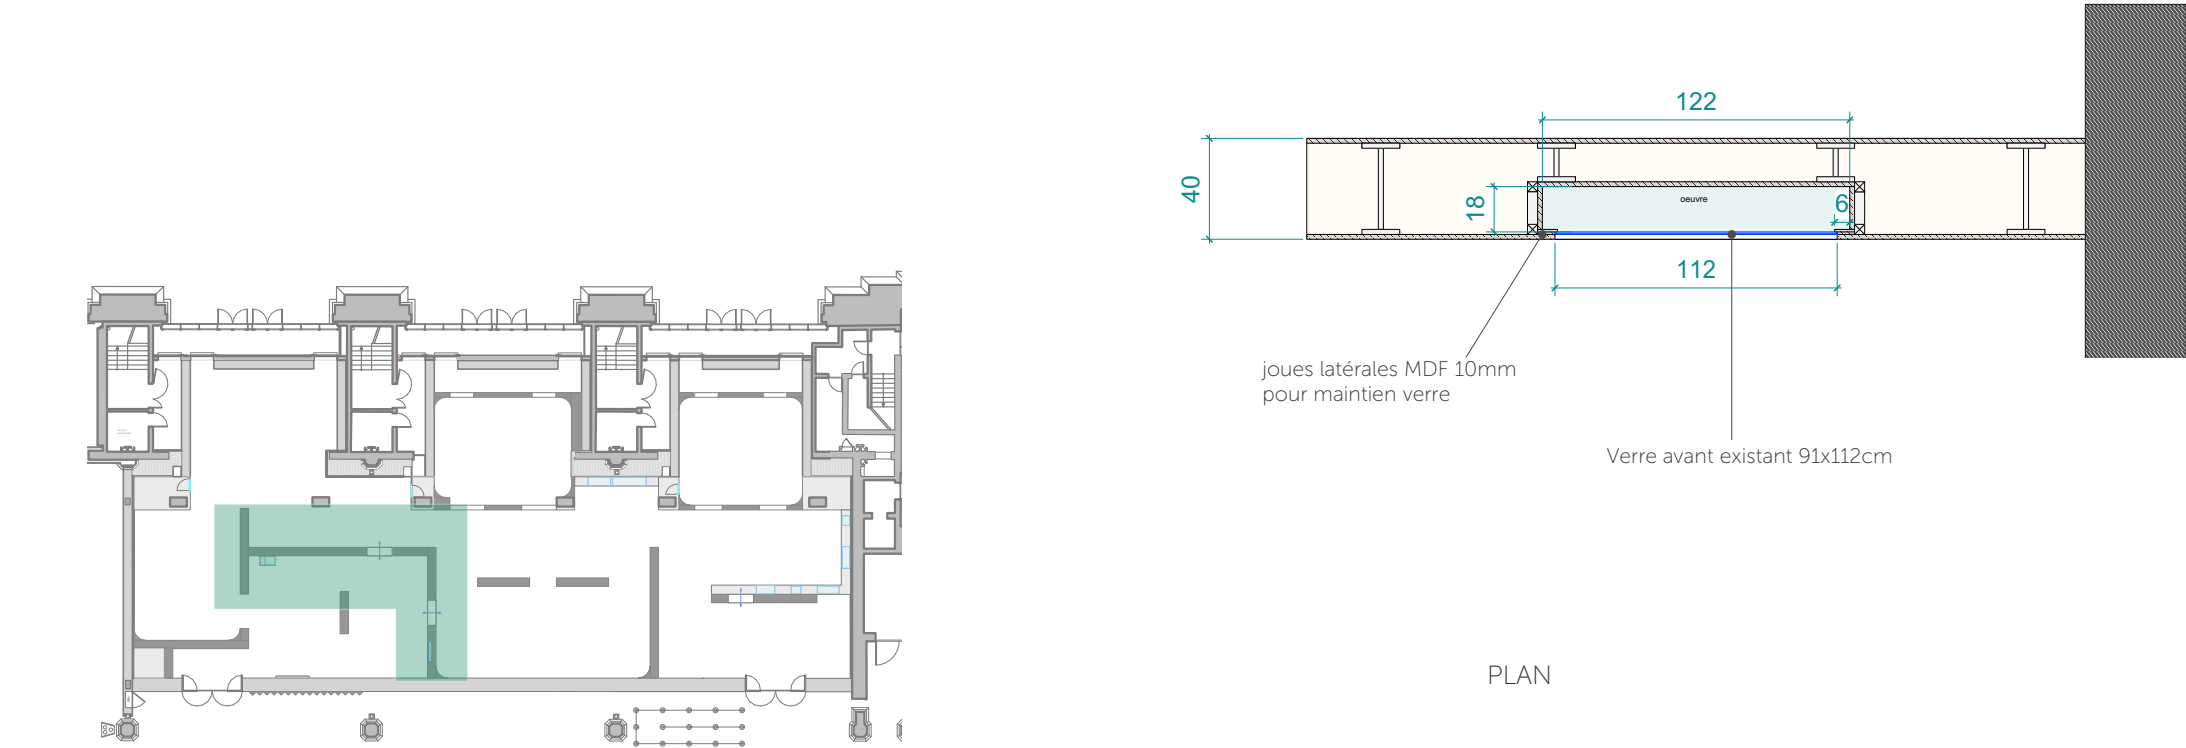 122
40
18
oeuvre
6
112
joues latérales MDF 10mm
pour maintien verre
Verre avant existant 91x112cm
PLAN